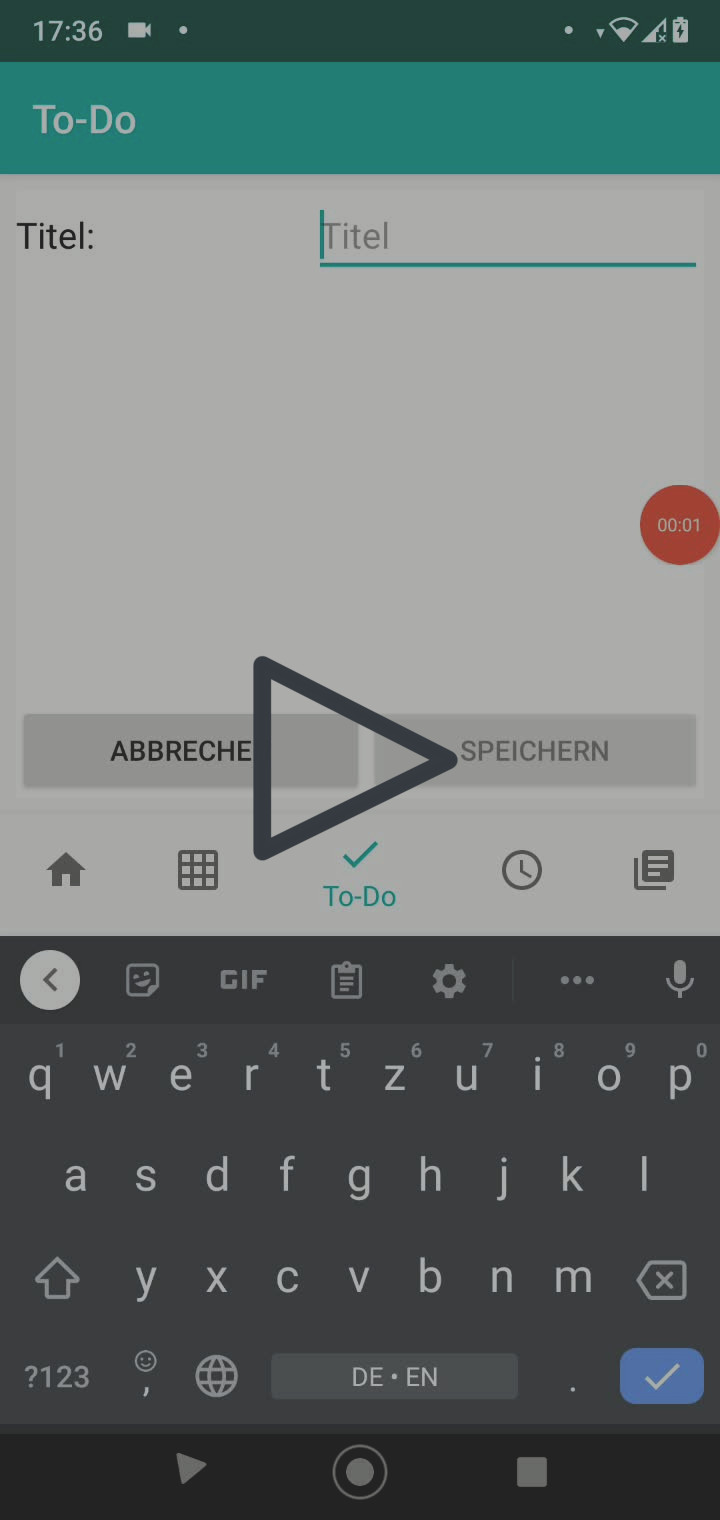 17:36
To-Do
Titel:
Titel
00:01
ABBRECHE
SPEICHERN
To-Do
GIF
1 2 3 4 5 6 7 8 9 0
q w e r t z u i o p
a s d f g h j k l
y x c v b n m
?123 , DE • EN .